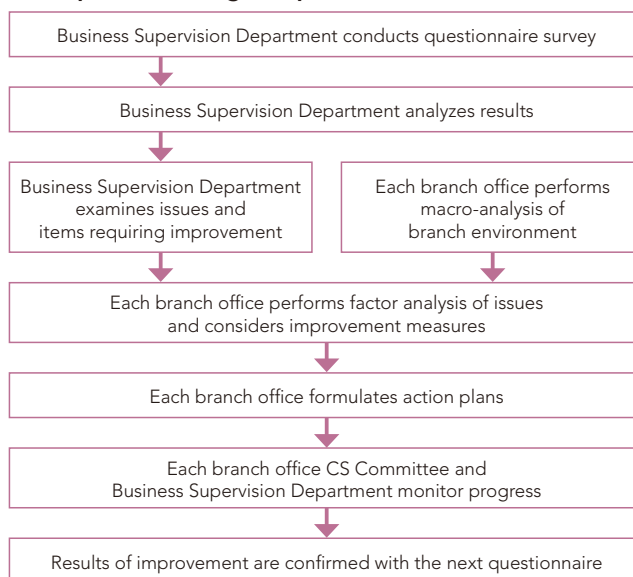 Business Supervision Department conducts questionnaire survey
Business Supervision Department analyzes results
Business Supervision Department
examines issues and
items requiring improvement
Each branch office performs
macro-analysis of
branch environment
Each branch office performs factor analysis of issues
and considers improvement measures
Each branch office formulates action plans
Each branch office CS Committee and
Business Supervision Department monitor progress
Results of improvement are confirmed with the next questionnaire